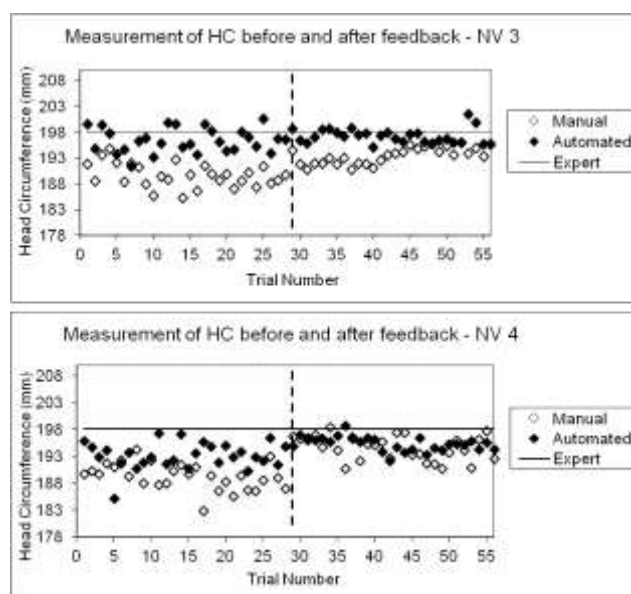 Measurement of HC before and after feedback - NV 3
Head Circumference (mm)
208
203
198
193
188
183
178
0 5 10 15 20 25 30 35 40 45 50 55
Trial Number
Manual
Automated
Expert
Measurement of HC before and after feedback - NV 4
Head Circumference (mm)
208
203
198
193
188
183
178
0 5 10 15 20 25 30 35 40 45 50 55
Trial Number
Manual
Automated
Expert